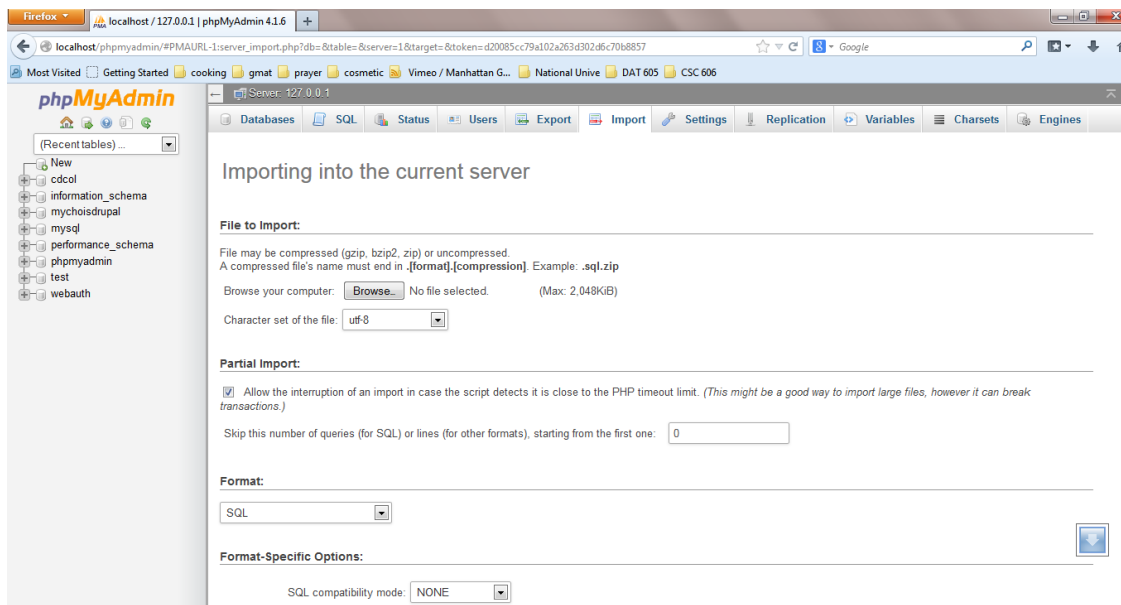 Firefox
localhost / 127.0.0.1 | phpMyAdmin 4.1.6
localhost/phpmyadmin/#PMAURL-1:server_import.php?db=&table=&server=1&target=&token=d20085cc79a102a263d302d6c70b8857
Google
Most Visited Getting Started cooking gmat prayer cosmetic Vimeo / Manhattan G... National Unive DAT 605 CSC 606
phpMyAdmin
(Recent tables) ...
New
cdcol
information_schema
mychoisdrupal
mysql
performance_schema
phpmyadmin
test
webauth
Server: 127.0.0.1
Databases SQL Status Users Export Import Settings Replication Variables Charsets Engines
Importing into the current server
File to Import:
File may be compressed (gzip, bzip2, zip) or uncompressed.
A compressed file's name must end in .[format].[compression]. Example: .sql.zip
Browse your computer: Browse... No file selected. (Max: 2,048KiB)
Character set of the file: utf-8
Partial Import:
Allow the interruption of an import in case the script detects it is close to the PHP timeout limit. (This might be a good way to import large files, however it can break
transactions.)
Skip this number of queries (for SQL) or lines (for other formats), starting from the first one: 0
Format:
SQL
Format-Specific Options:
SQL compatibility mode: NONE